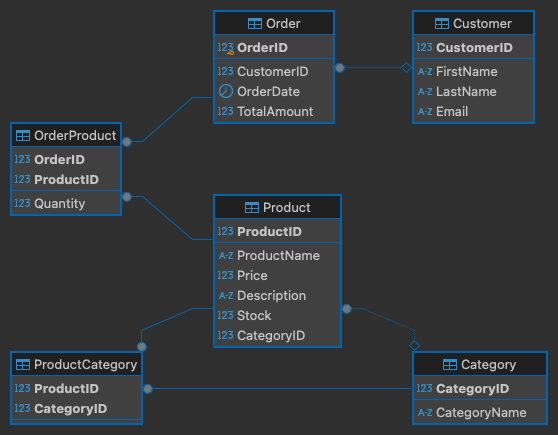 Order
123 OrderID
123 CustomerID
OrderDate
123 TotalAmount
Customer
123 CustomerID
A-Z FirstName
A-Z LastName
A-Z Email
OrderProduct
123 OrderID
123 ProductID
123 Quantity
Product
123 ProductID
A-Z ProductName
123 Price
A-Z Description
123 Stock
123 CategoryID
ProductCategory
123 ProductID
123 CategoryID
Category
123 CategoryID
A-Z CategoryName